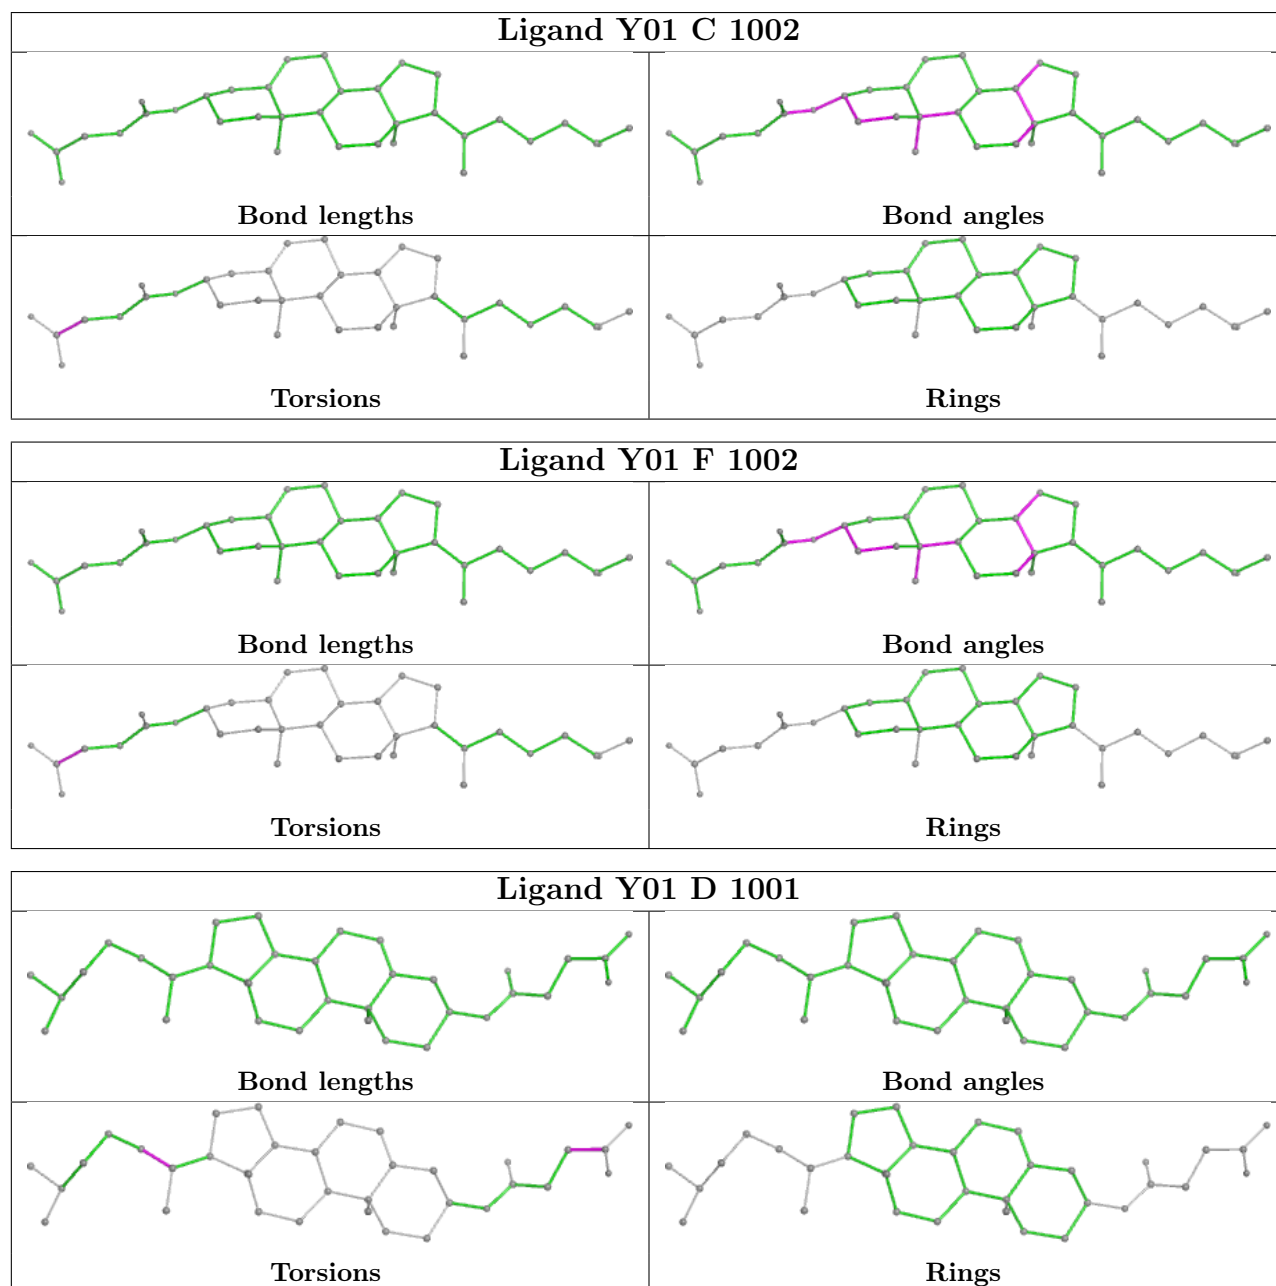 Ligand Y01 C 1002
Bond lengths
Bond angles
Torsions
Rings
Ligand Y01 F 1002
Bond lengths
Bond angles
Torsions
Rings
Ligand Y01 D 1001
Bond lengths
Bond angles
Torsions
Rings